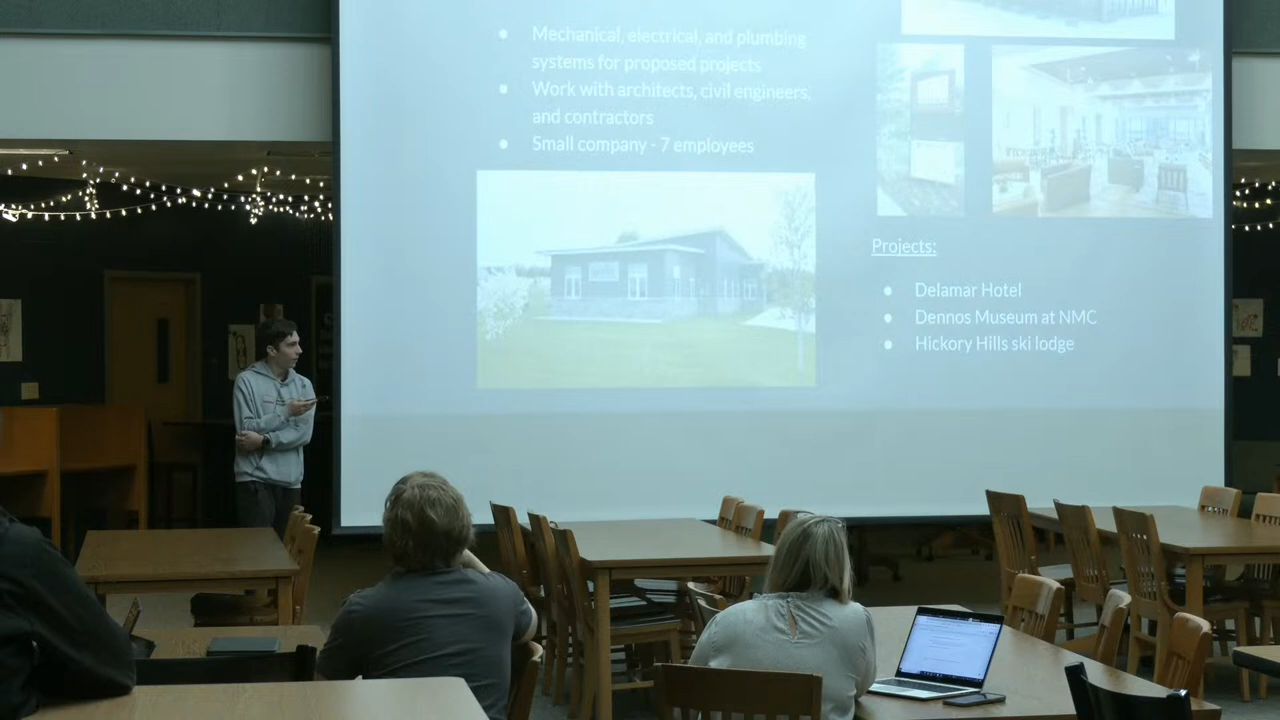 Mechanical, electrical, and plumbing
systems for proposed projects
Work with architects, civil engineers,
and contractors
Small company - 7 employees
Projects:
Delamar Hotel
Dennos Museum at NMC
Hickory Hills ski lodge